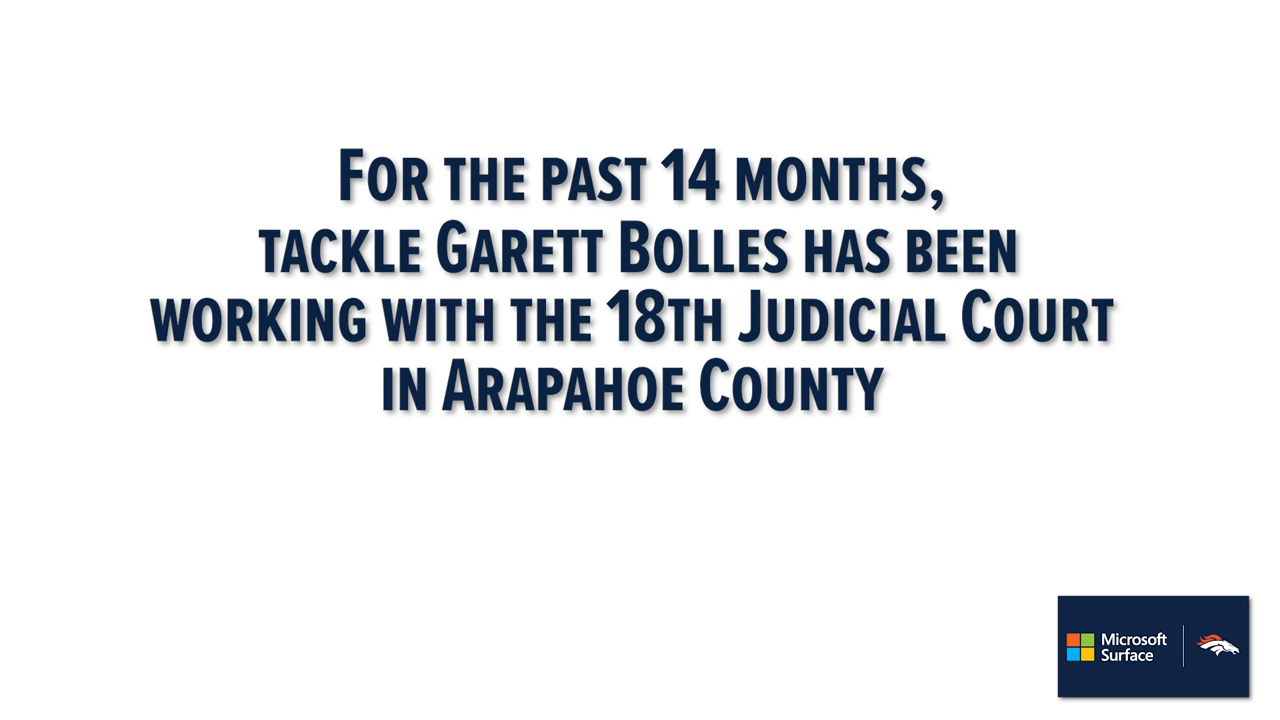 For the past 14 months,
tackle Garett Bolles has been
working with the 18th Judicial Court
in Arapahoe County
Microsoft
Surface